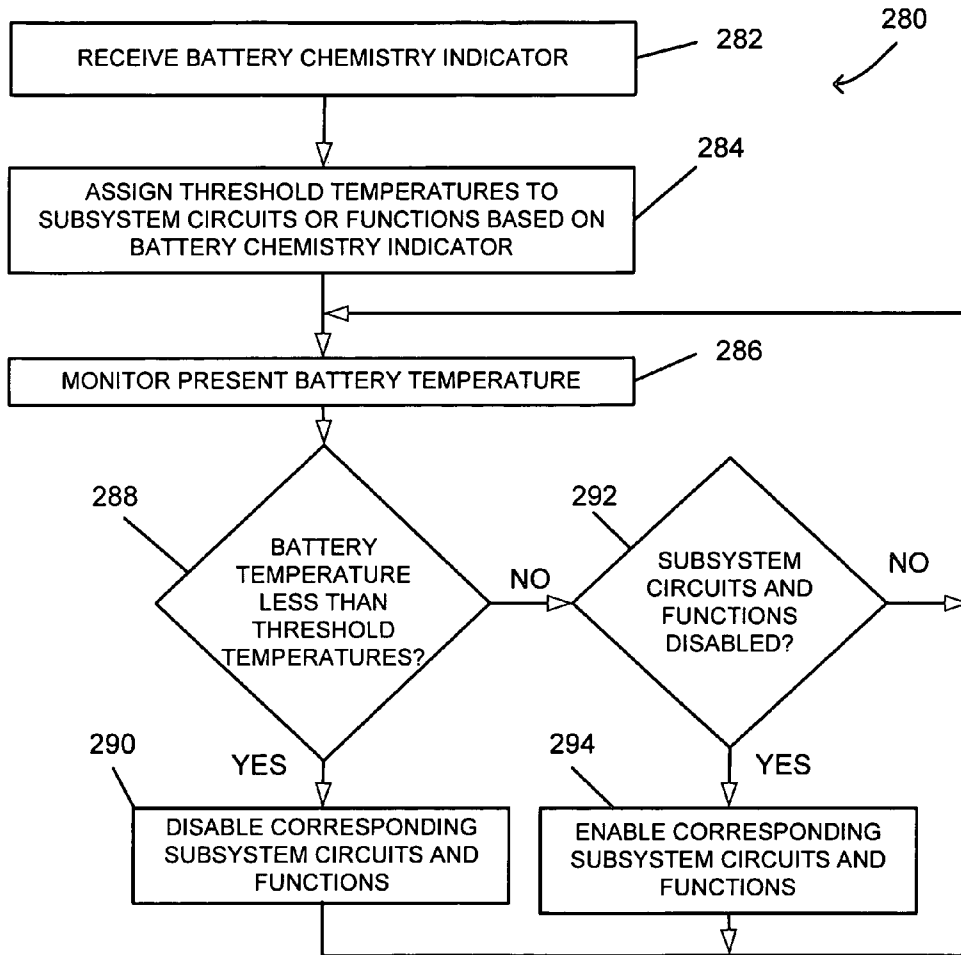 280
RECEIVE BATTERY CHEMISTRY INDICATOR
282
284
ASSIGN THRESHOLD TEMPERATURES TO
SUBSYSTEM CIRCUITS OR FUNCTIONS BASED ON
BATTERY CHEMISTRY INDICATOR
286
MONITOR PRESENT BATTERY TEMPERATURE
288
BATTERY
TEMPERATURE
LESS THAN
THRESHOLD
TEMPERATURES?
NO
292
SUBSYSTEM
CIRCUITS AND
FUNCTIONS
DISABLED?
NO
290
YES
294
YES
DISABLE CORRESPONDING
SUBSYSTEM CIRCUITS AND
FUNCTIONS
ENABLE CORRESPONDING
SUBSYSTEM CIRCUITS AND
FUNCTIONS